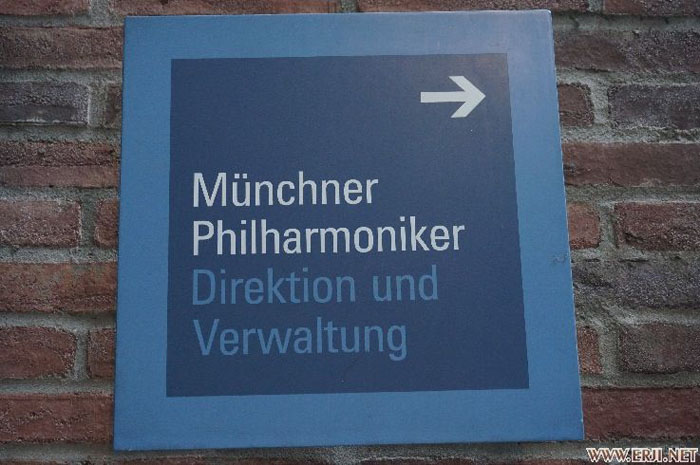 Münchner
Philharmoniker
Direktion und
Verwaltung
WWW.ERJI.NET